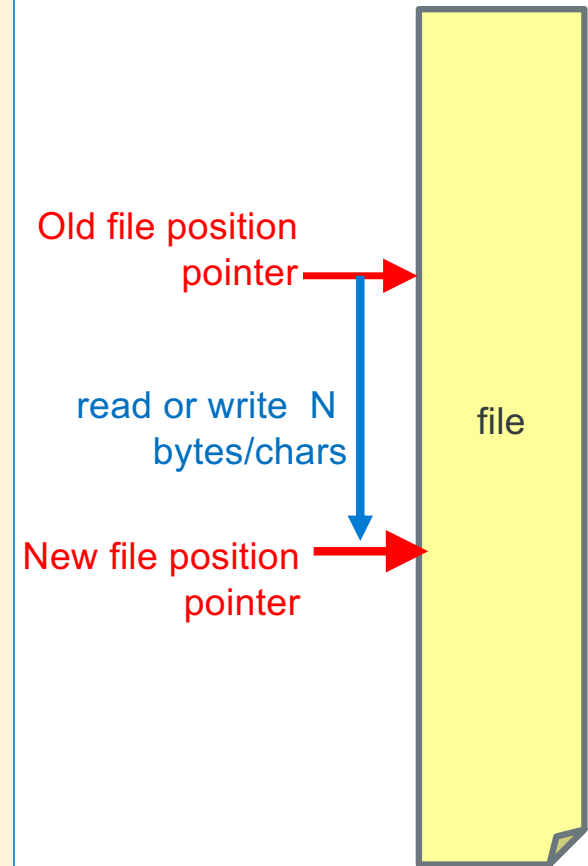 Old file position
pointer
read or write N
bytes/chars
file
New file position
pointer